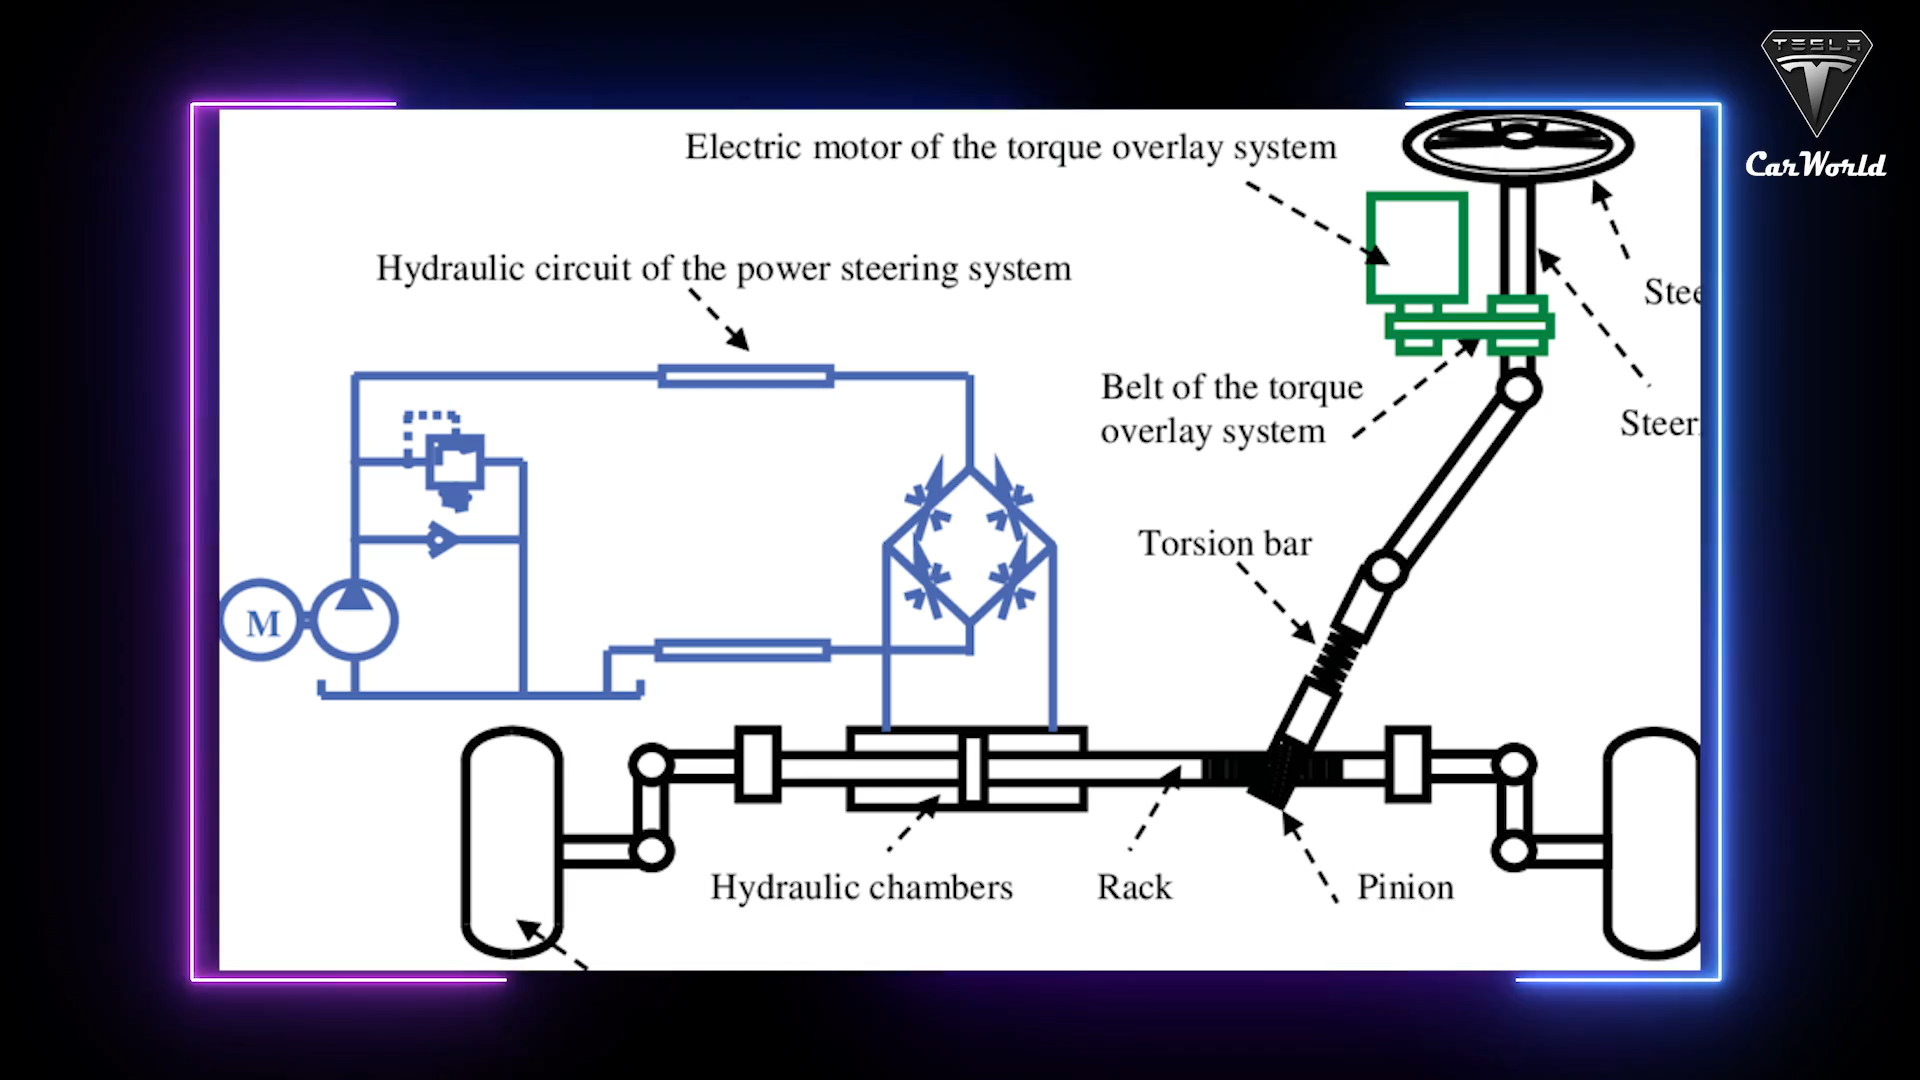 TESLA
CarWorld
Electric motor of the torque overlay system
Hydraulic circuit of the power steering system
Belt of the torque
overlay system
Torsion bar
M
Hydraulic chambers
Rack
Pinion